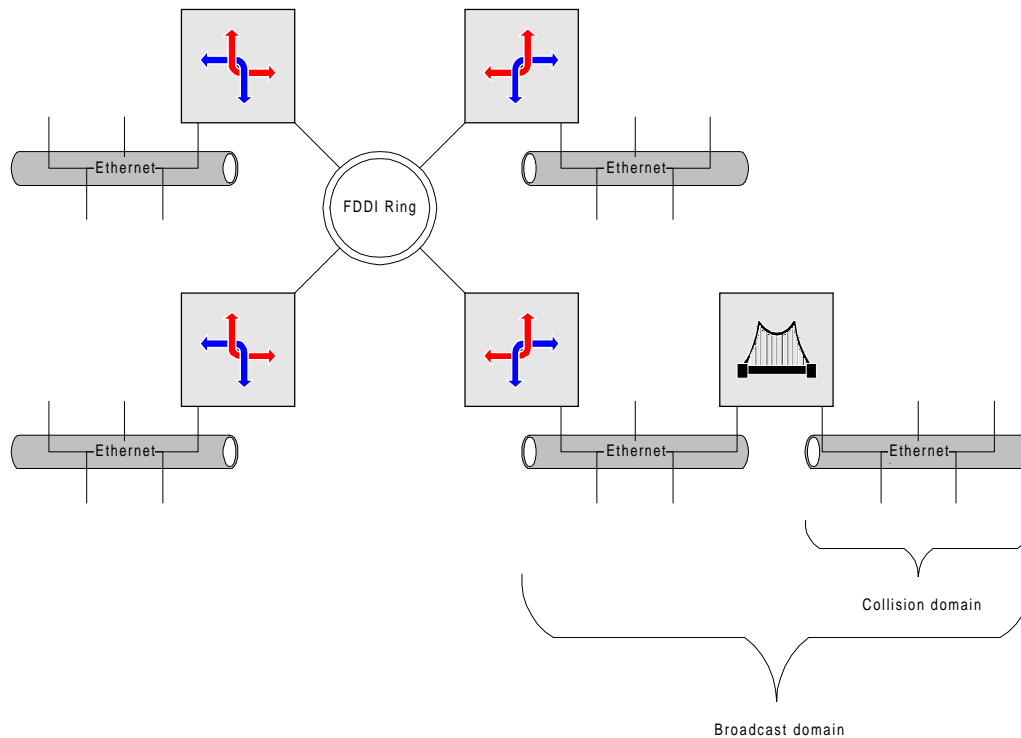 Ethernet
Ethernet
FDDI Ring
Ethernet
Ethernet
Ethernet
Collision domain
Broadcast domain